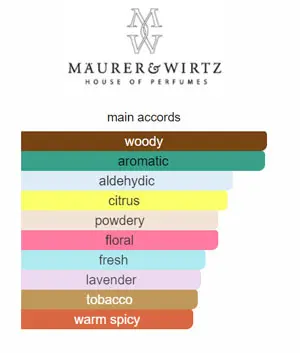 MÄURER & WIRTZ
HOUSE OF PERFUMES
main accords
woody
aromatic
aldehydic
citrus
powdery
floral
fresh
lavender
tobacco
warm spicy